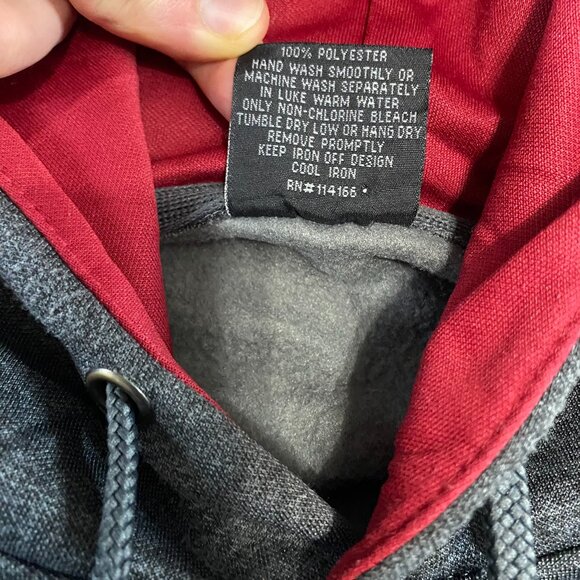 100% POLYESTER
HAND WASH SMOOTHLY OR
MACHINE WASH SEPARATELY
IN LUKE WARM WATER
ONLY NON-CHLORINE BLEACH
TUMBLE DRY LOW OR HANG DRY
REMOVE PROMPTLY
KEEP IRON OFF DESIGN
COOL IRON
RN#114166